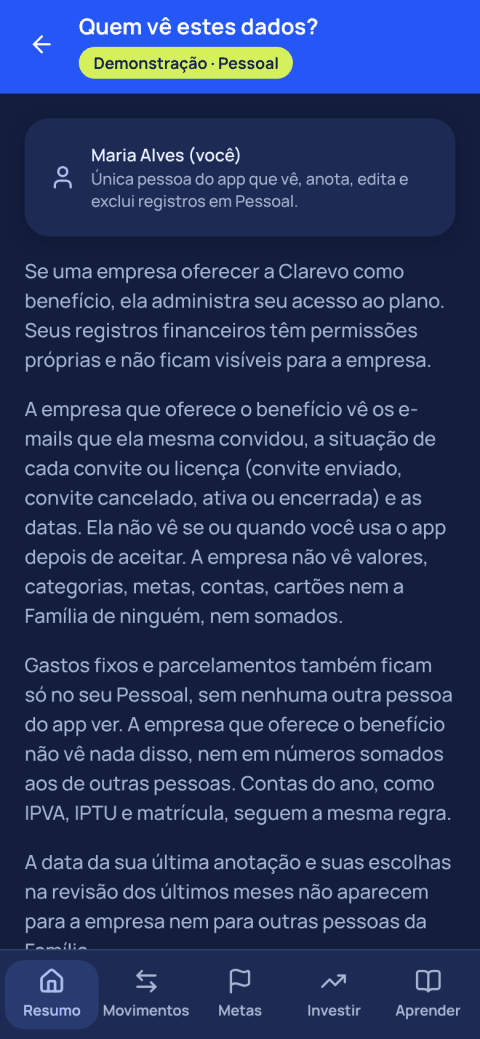 Quem vê estes dados?
Demonstração · Pessoal
Maria Alves (você)
Única pessoa do app que vê, anota, edita e
exclui registros em Pessoal.
Se uma empresa oferecer a Clarevo como
benefício, ela administra seu acesso ao plano.
Seus registros financeiros têm permissões
próprias e não ficam visíveis para a empresa.
A empresa que oferece o benefício vê os e-
mails que ela mesma convidou, a situação de
cada convite ou licença (convite enviado,
convite cancelado, ativa ou encerrada) e as
datas. Ela não vê se ou quando você usa o app
depois de aceitar. A empresa não vê valores,
categorias, metas, contas, cartões nem a
Família de ninguém, nem somados.
Gastos fixos e parcelamentos também ficam
só no seu Pessoal, sem nenhuma outra pessoa
do app ver. A empresa que oferece o benefício
não vê nada disso, nem em números somados
aos de outras pessoas. Contas do ano, como
IPVA, IPTU e matrícula, seguem a mesma regra.
A data da sua última anotação e suas escolhas
na revisão dos últimos meses não aparecem
para a empresa nem para outras pessoas da
Família
Resumo
Movimentos
Metas
Investir
Aprender